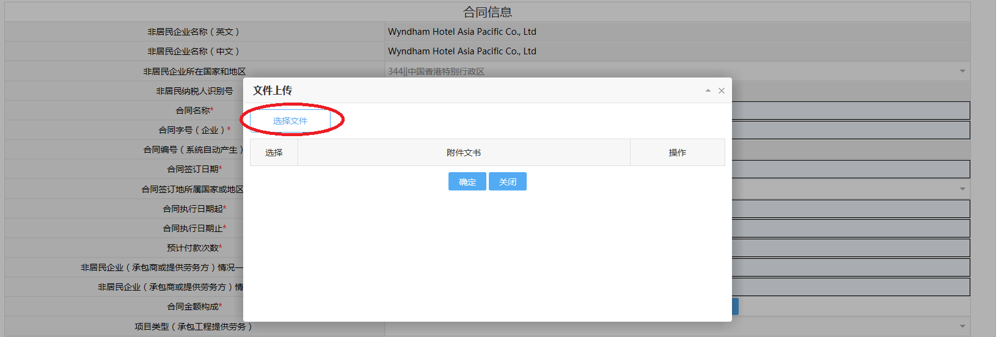 合同信息
非居民企业名称（英文） Wyndham Hotel Asia Pacific Co., Ltd
非居民企业名称（中文） Wyndham Hotel Asia Pacific Co., Ltd
非居民企业所在国家和地区 344||中国香港特别行政区
文件上传
非居民纳税人识别号
合同名称*
选择文件
合同字号（企业）*
合同编号（系统自动产生）
选择 附件文书 操作
合同签订日期*
确定 关闭
合同签订地所属国家或地区
合同执行日期起*
合同执行日期止*
预计付款次数*
非居民企业（承包商或提供劳务方）情况—
非居民企业（承包商或提供劳务方）情
合同金额构成*
项目类型（承包工程提供劳务）